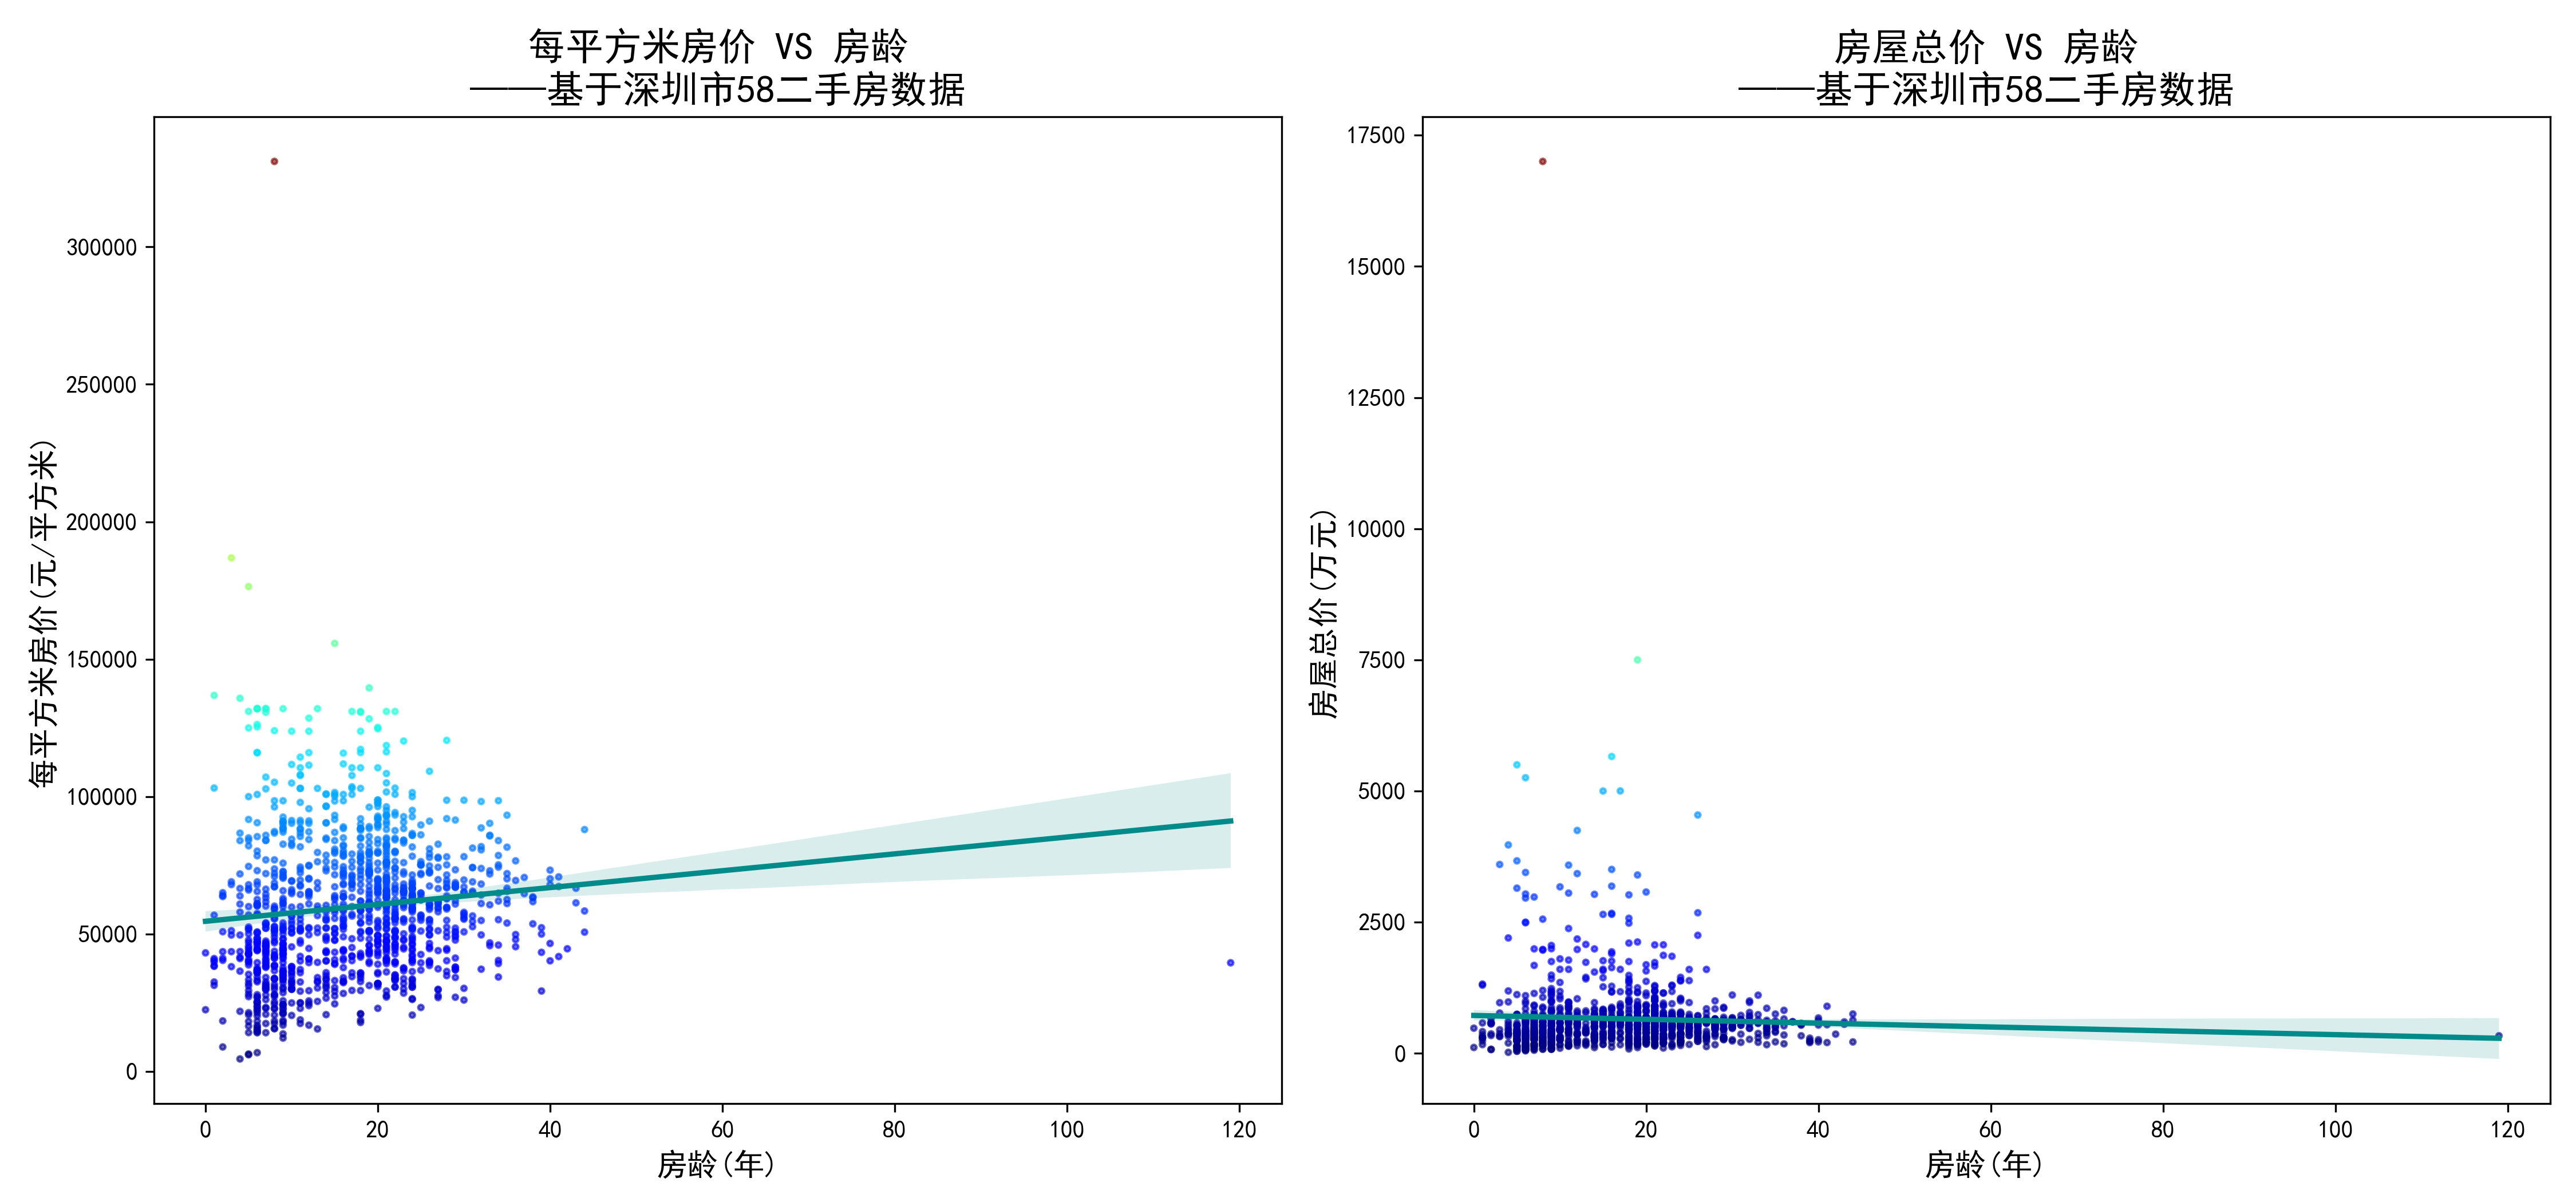 每平方米房价 VS 房龄
——基于深圳市58二手房数据
每平方米房价(元/平方米)
300000
250000
200000
150000
100000
50000
0
0 20 40 60 80 100 120
房龄(年)
房屋总价 VS 房龄
——基于深圳市58二手房数据
房屋总价(万元)
17500
15000
12500
10000
7500
5000
2500
0
0 20 40 60 80 100 120
房龄(年)